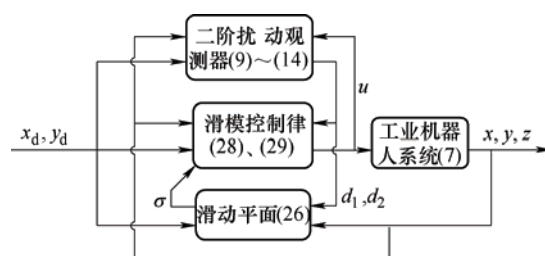 二阶扰 动观
测器(9)～(14)
u
x_d, y_d
滑模控制律
(28)、(29)
工业机器
人系统(7)
x, y, z
σ
d_1, d_2
滑动平面(26)